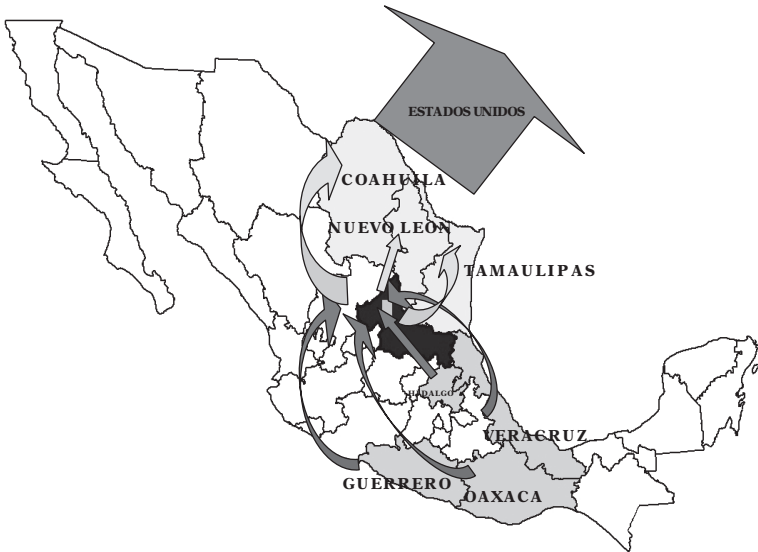 ESTADOS UNIDOS
COAHUILA
NUEVO LEON
TAMAULIPAS
HIDALGO
VERACRUZ
GUERRERO
OAXACA